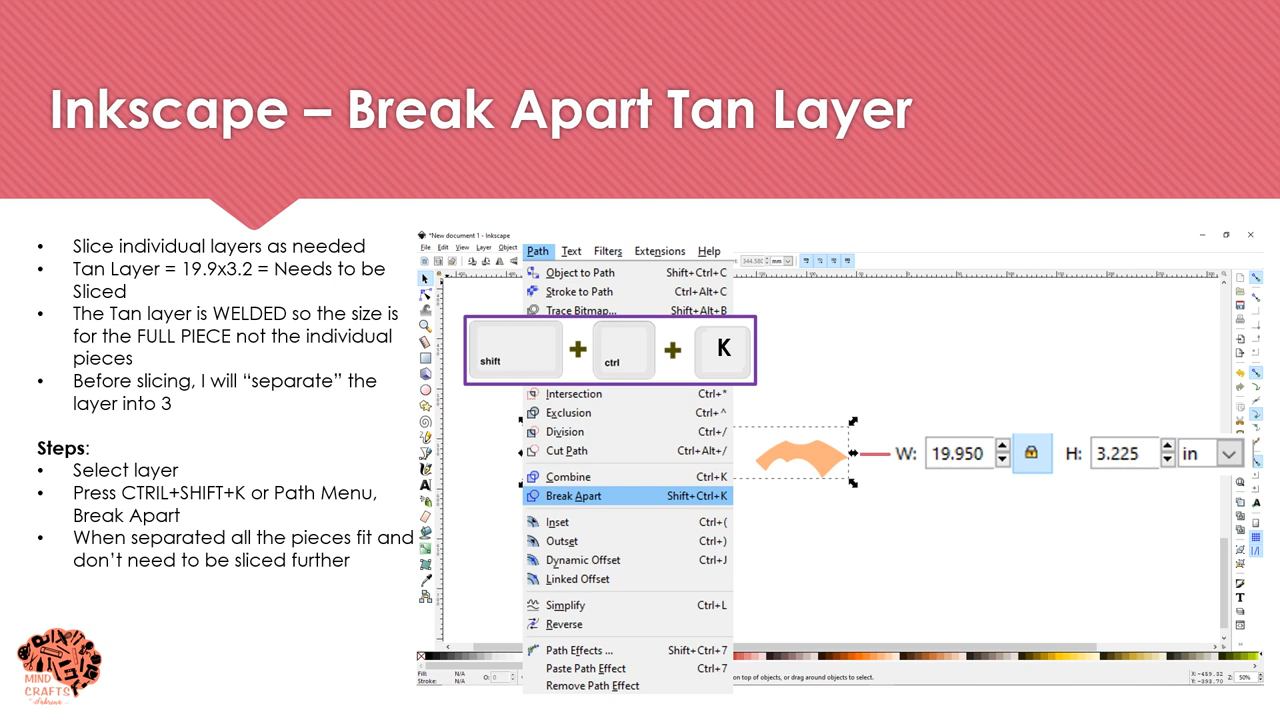 Inkscape – Break Apart Tan Layer
• Slice individual layers as needed
• Tan Layer = 19.9x3.2 = Needs to be
Sliced
• The Tan layer is WELDED so the size is
for the FULL PIECE not the individual
pieces
• Before slicing, I will “separate” the
layer into 3
Steps:
• Select layer
• Press CTRIL+SHIFT+K or Path Menu,
Break Apart
• When separated all the pieces fit and
don’t need to be sliced further
MIND
CRAFTS
*New document 1 - Inkscape
File Edit View Layer Object
Path Text Filters Extensions Help
mm
Object to Path Shift+Ctrl+C
Stroke to Path Ctrl+Alt+C
Trace Bitmap... Shift+Alt+B
shift + ctrl + K
Intersection Ctrl+*
Exclusion Ctrl+^
Division Ctrl+/
Cut Path Ctrl+Alt+/
Combine Ctrl+K
Break Apart Shift+Ctrl+K
Inset Ctrl+(
Outset Ctrl+)
Dynamic Offset Ctrl+J
Linked Offset
Simplify Ctrl+L
Reverse
Path Effects ... Shift+Ctrl+7
Paste Path Effect Ctrl+7
Remove Path Effect
W: 19.950 H: 3.225 in
Fill: N/A
Stroke: N/A
O: 0
on top of objects, or drag around objects to select.
X: -459.32
Y: -393.70
Z: 50%